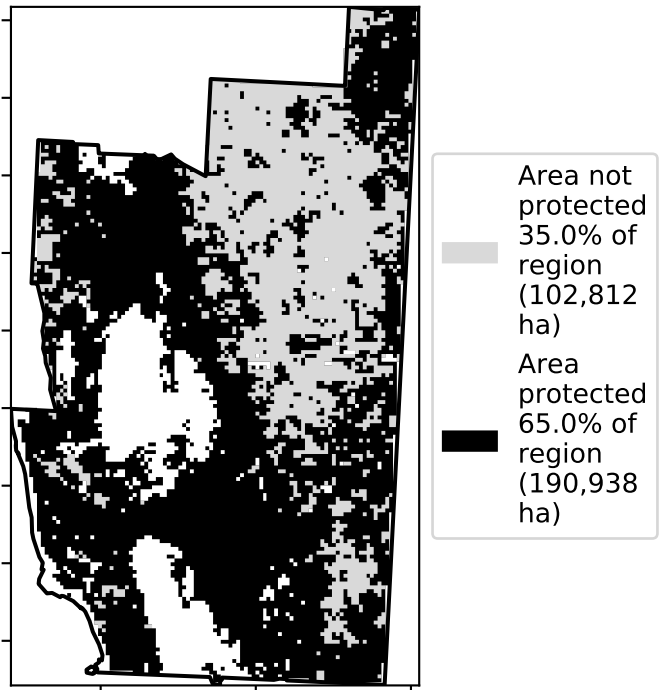 Area not
protected
35.0% of
region
(102,812
ha)
Area
protected
65.0% of
region
(190,938
ha)